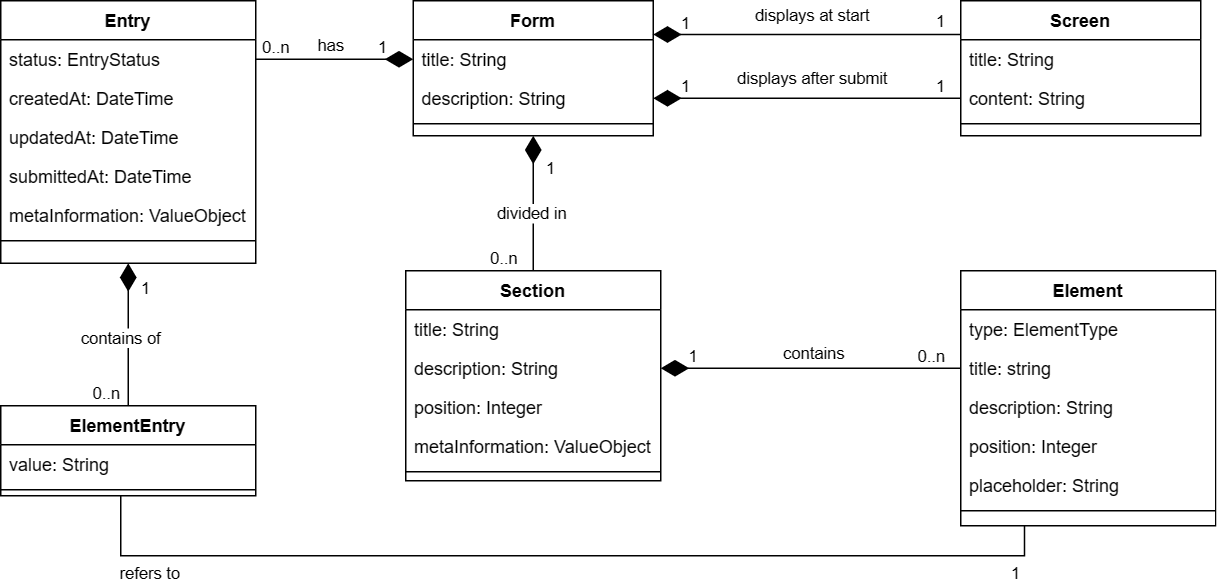 Entry
status: EntryStatus
createdAt: DateTime
updatedAt: DateTime
submittedAt: DateTime
metaInformation: ValueObject
0..n
has
1
Form
title: String
description: String
1
displays at start
1
1
displays after submit
1
Screen
title: String
content: String
1
divided in
0..n
1
contains of
0..n
Section
title: String
description: String
position: Integer
metaInformation: ValueObject
1
contains
0..n
Element
type: ElementType
title: string
description: String
position: Integer
placeholder: String
ElementEntry
value: String
refers to
1